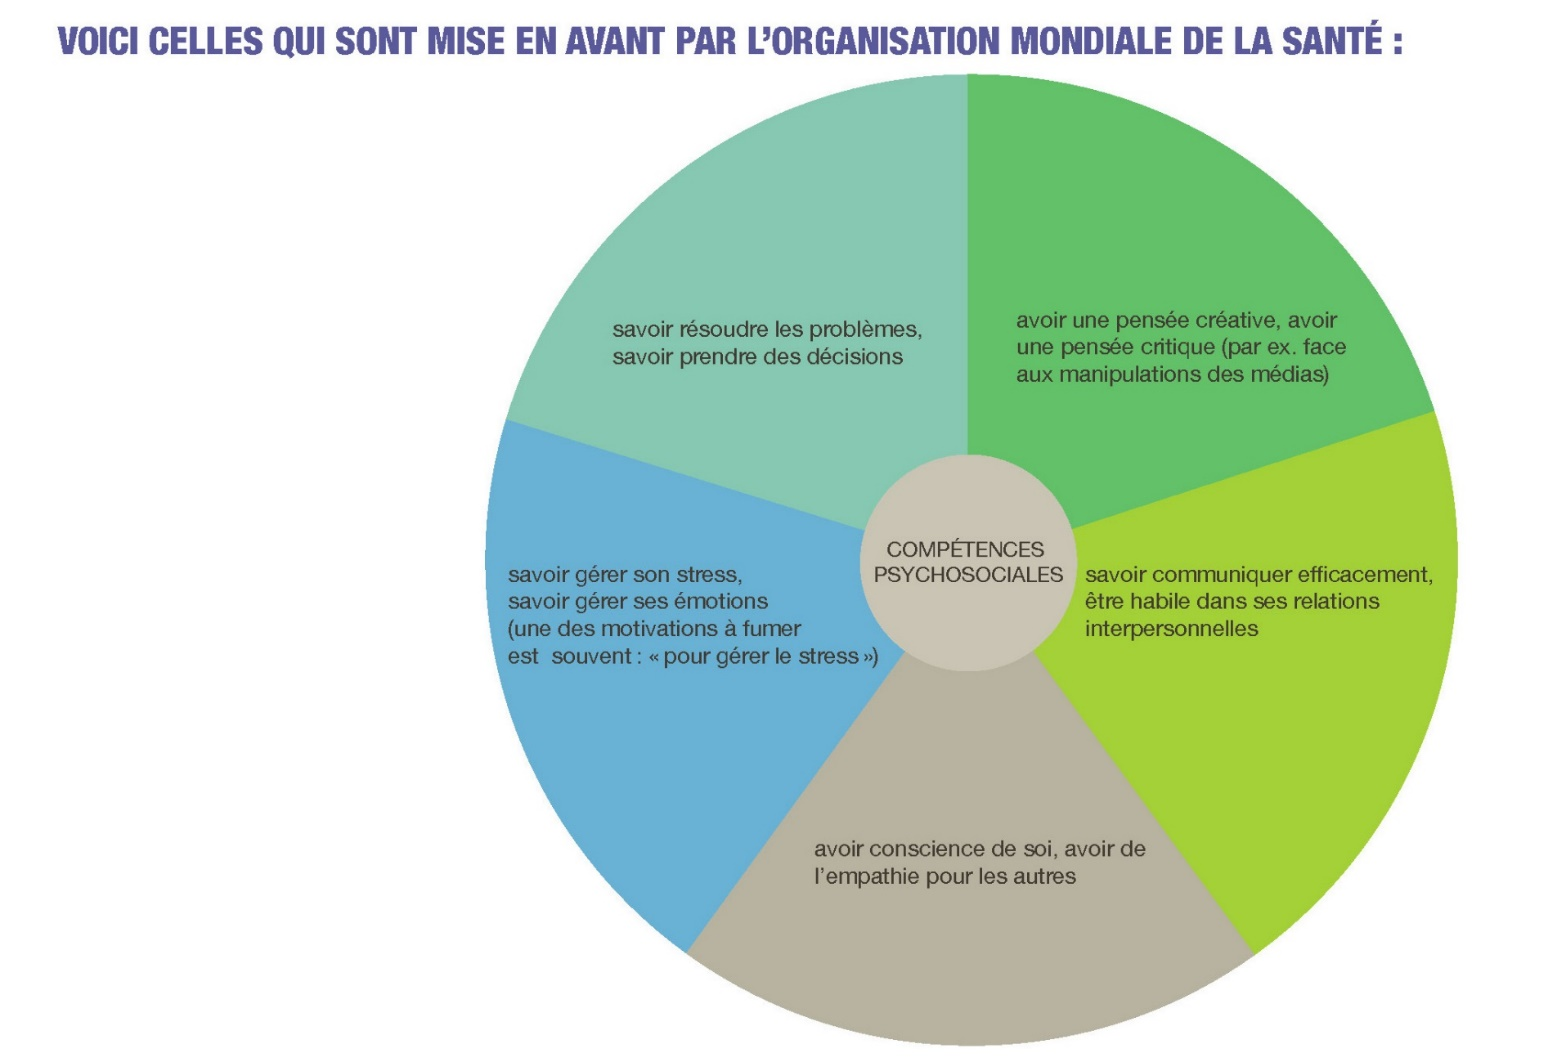 VOICI CELLES QUI SONT MISE EN AVANT PAR L'ORGANISATION MONDIALE DE LA SANTÉ :
savoir résoudre les problèmes,
savoir prendre des décisions
avoir une pensée créative, avoir
une pensée critique (par ex. face
aux manipulations des médias)
COMPÉTENCES
PSYCHOSOCIALES
savoir gérer son stress,
savoir gérer ses émotions
(une des motivations à fumer
est souvent : « pour gérer le stress »)
savoir communiquer efficacement,
être habile dans ses relations
interpersonnelles
avoir conscience de soi, avoir de
l'empathie pour les autres